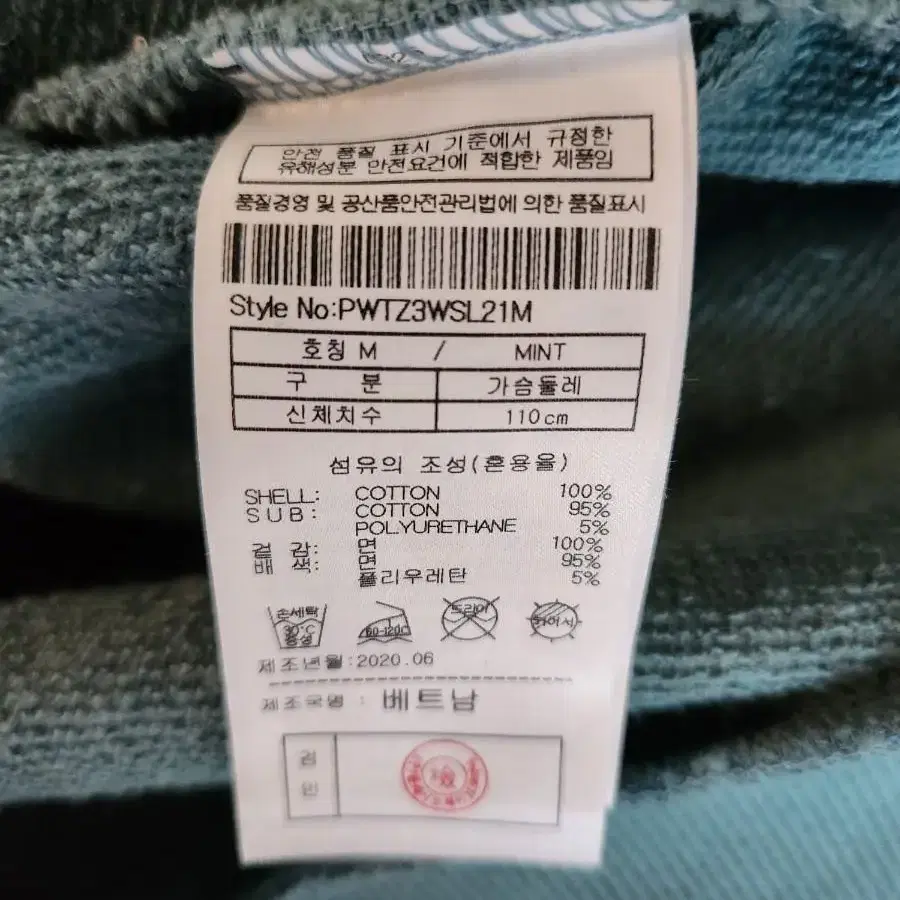 안전 품질 표시 기준에서 규정한
유해성분 안전요건에 적합한 제품임
품질경영 및 공산품안전관리법에 의한 품질표시
Style No:PWTZ3WSL21M
호칭 M / MINT
구 분 가슴둘레
신체치수 110cm
섬유의 조성(혼용율)
SHELL: COTTON 100%
SUB: COTTON 95%
POLYURETHANE 5%
겉 감: 면 100%
배 색: 면 95%
폴리우레탄 5%
손세탁
30℃
중성
80-120℃
드라이
제조년월:2020.06
제조국명 : 베트남
검
인